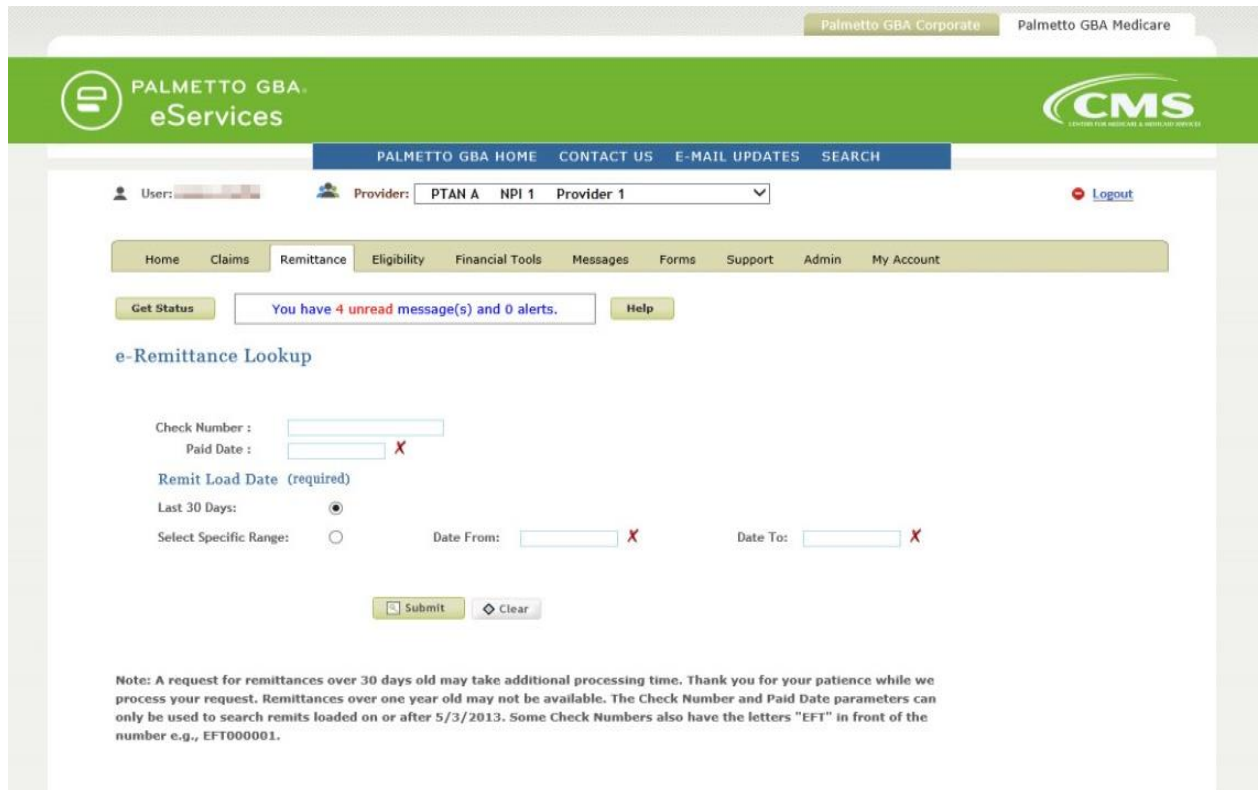 Palmetto GBA Corporate Palmetto GBA Medicare
PALMETTO GBA.
eServices
CMS
CENTERS FOR MEDICARE & MEDICAID SERVICES
PALMETTO GBA HOME CONTACT US E-MAIL UPDATES SEARCH
User: Provider: PTAN A NPI 1 Provider 1 Logout
Home Claims Remittance Eligibility Financial Tools Messages Forms Support Admin My Account
Get Status You have 4 unread message(s) and 0 alerts. Help
e-Remittance Lookup
Check Number :
Paid Date : X
Remit Load Date (required)
Last 30 Days:
Select Specific Range: Date From: X Date To: X
Submit Clear
Note: A request for remittances over 30 days old may take additional processing time. Thank you for your patience while we
process your request. Remittances over one year old may not be available. The Check Number and Paid Date parameters can
only be used to search remits loaded on or after 5/3/2013. Some Check Numbers also have the letters "EFT" in front of the
number e.g., EFT000001.